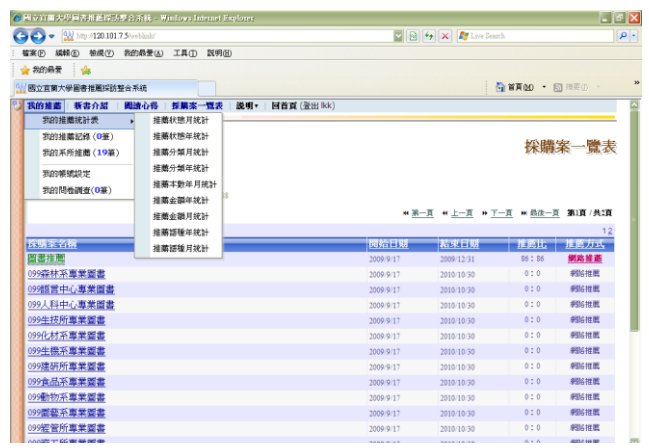 國立宜蘭大學圖書推薦採訪整合系統 - Windows Internet Explorer
http://120.101.7.5/weblink/
Live Search
檔案(F) 編輯(E) 檢視(V) 我的最愛(A) 工具(T) 說明(H)
我的最愛
國立宜蘭大學圖書推薦採訪整合系統
首頁(M)
我的推薦 新書介紹 閱讀心得 採購案一覽表 說明 回首頁 (登出 lkk)
我的推薦統計表
我的推薦記錄 (0筆)
我的系所推薦 (19筆)
我的帳號設定
我的問卷調查(0筆)
推薦狀態月統計
推薦狀態年統計
推薦分類月統計
推薦分類年統計
推薦本數年月統計
推薦金額年統計
推薦金額月統計
推薦語種年統計
推薦語種月統計
採購案一覽表
第一頁 上一頁 下一頁 最後一頁 第1頁 /共2頁
1 2
採購案名稱 開始日期 結束日期 推薦比 推薦方式
圖書推薦 2009/9/17 2009/12/31 86 : 86 網路推薦
099森林系專業圖書 2009/9/17 2010/10/30 0 : 0 網路推薦
099語言中心專業圖書 2009/9/17 2010/10/30 0 : 0 網路推薦
099人科中心專業圖書 2009/9/17 2010/10/30 0 : 0 網路推薦
099生技所專業圖書 2009/9/17 2010/10/30 0 : 0 網路推薦
099化材系專業圖書 2009/9/17 2010/10/30 0 : 0 網路推薦
099生機系專業圖書 2009/9/17 2010/10/30 0 : 0 網路推薦
099建研所專業圖書 2009/9/17 2010/10/30 0 : 0 網路推薦
099食品系專業圖書 2009/9/17 2010/10/30 0 : 0 網路推薦
099動物系專業圖書 2009/9/17 2010/10/30 0 : 0 網路推薦
099園藝系專業圖書 2009/9/17 2010/10/30 0 : 0 網路推薦
099經管所專業圖書 2009/9/17 2010/10/30 0 : 0 網路推薦